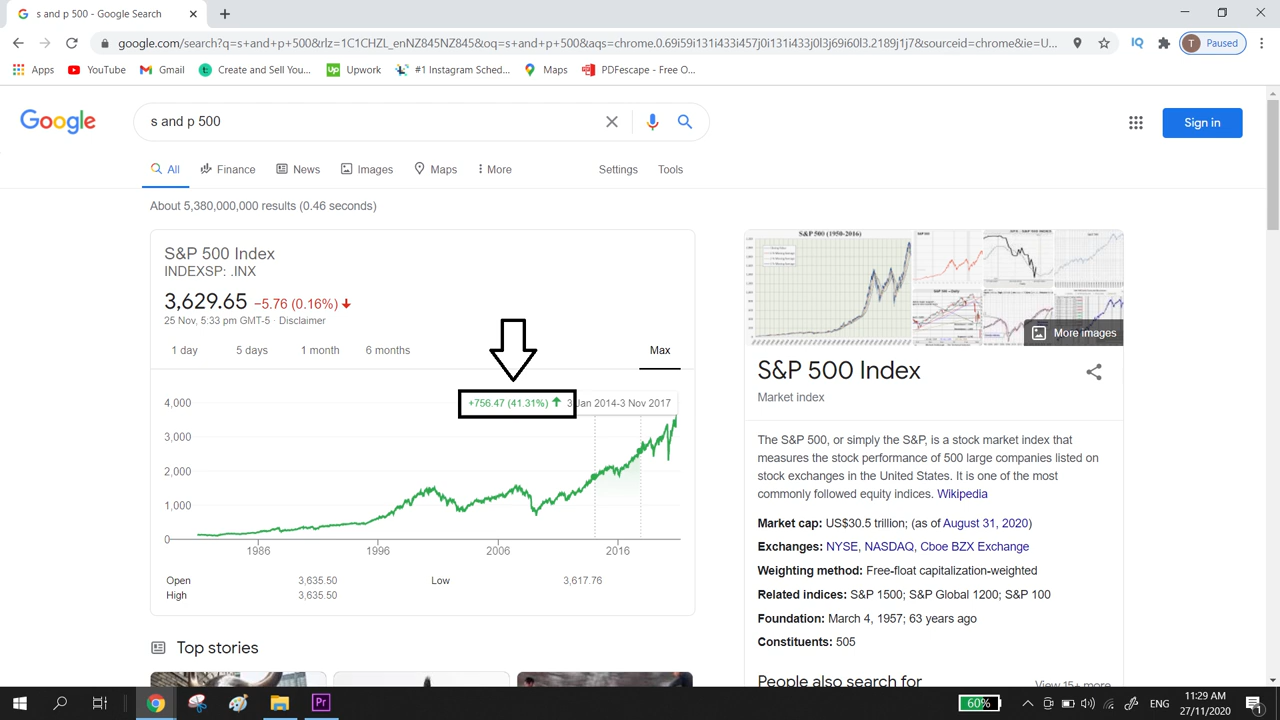 s and p 500 - Google Search
google.com/search?q=s+and+p+500&rlz=1C1CHZL_enNZ845NZ845&oq=s+and+p+500&aqs=chrome.0.69i59i131i433i457j0i131i433j0l3j69i60l3.2189j1j7&sourceid=chrome&ie=U...
Paused
Apps YouTube Gmail Create and Sell You... Upwork #1 Instagram Sched... Maps PDFescape - Free O...
Google
s and p 500
Sign in
All Finance News Images Maps More Settings Tools
About 5,380,000,000 results (0.46 seconds)
S&P 500 Index
INDEXSP: .INX
3,629.65 −5.76 (0.16%)
25 Nov, GMT-5 · Disclaimer
1 day 5 days 1 month 6 months Max
+756.47 (41.31%) Jan 2014-3 Nov 2017
4,000
3,000
2,000
1,000
0
1986 1996 2006 2016
Open 3,635.50 Low 3,617.76
High 3,635.50
Top stories
S&P 500 (1950-2016)
More images
S&P 500 Index
Market index
The S&P 500, or simply the S&P, is a stock market index that
measures the stock performance of 500 large companies listed on
stock exchanges in the United States. It is one of the most
commonly followed equity indices. Wikipedia
Market cap: US$30.5 trillion; (as of August 31, 2020)
Exchanges: NYSE, NASDAQ, Cboe BZX Exchange
Weighting method: Free-float capitalization-weighted
Related indices: S&P 1500; S&P Global 1200; S&P 100
Foundation: March 4, 1957; 63 years ago
Constituents: 505
People also search for View 15+ more
60%
ENG
11:29 AM
27/11/2020